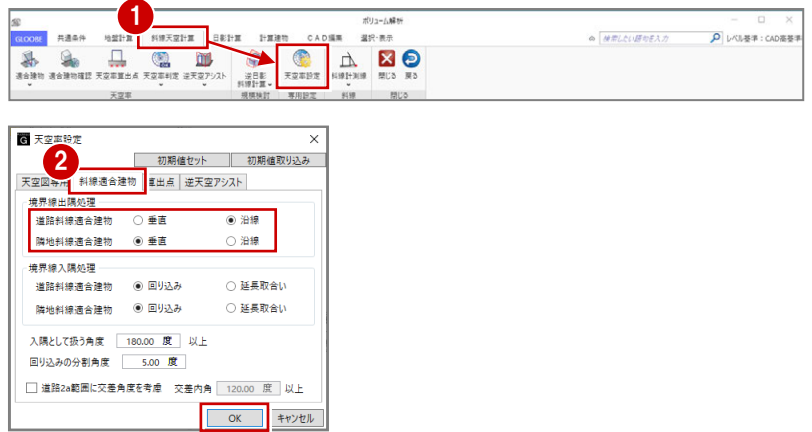 ボリューム解析
1
GLOOBE 共通条件 地盤計算 斜線天空計算 日影計算 計算建物 CAD編集 選択・表示 検索したい語句を入力 レベル基準：CAD高基準
適合建物 適合建物確認 天空率算出点 天空率判定 逆天空アシスト 逆日影斜線計算 天空率設定 斜線計測線 閉じる 戻る
天空率 規模検討 専用設定 斜線 閉じる
G 天空率設定
2
初期値セット 初期値取り込み
天空図専用 斜線適合建物 算出点 逆天空アシスト
境界線出隅処理
道路斜線適合建物 垂直 沿線
隣地斜線適合建物 垂直 沿線
境界線入隅処理
道路斜線適合建物 回り込み 延長取合い
隣地斜線適合建物 回り込み 延長取合い
入隅として扱う角度 180.00 度 以上
回り込みの分割角度 5.00 度
道路2a範囲に交差角度を考慮 交差内角 120.00 度 以上
OK キャンセル